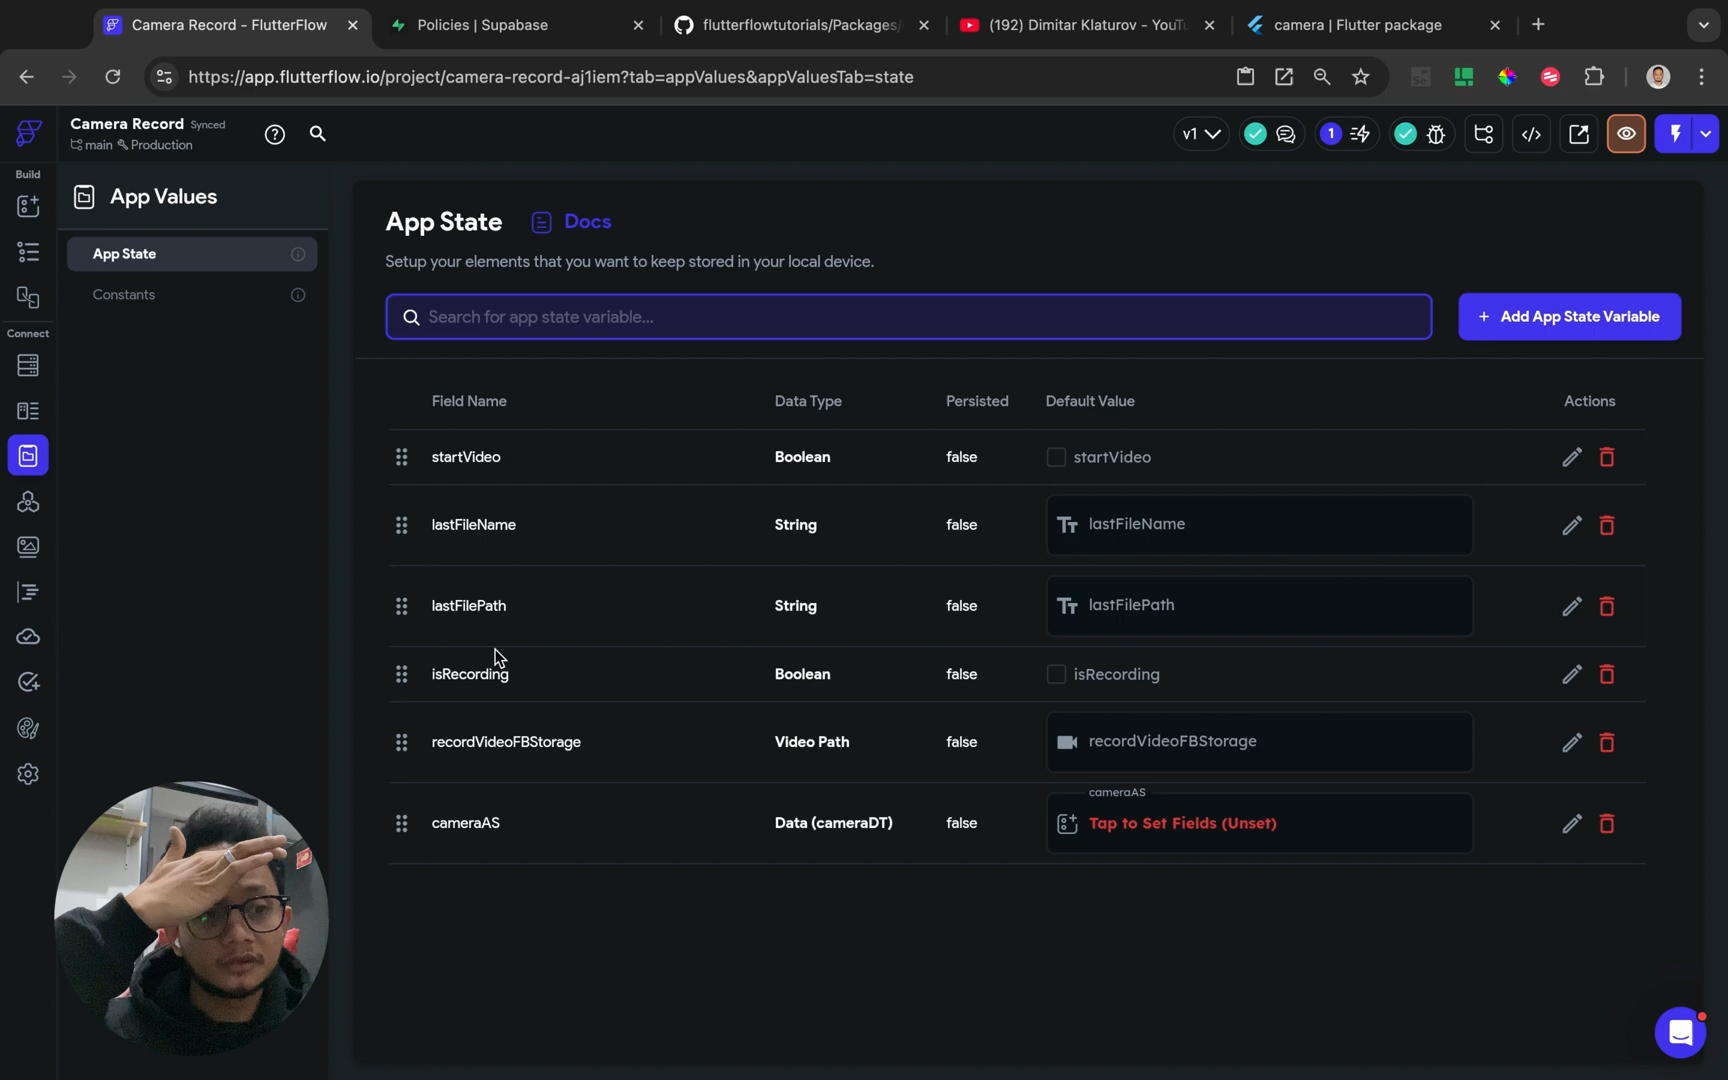 Camera Record - FlutterFlow
Policies | Supabase
flutterflowtutorials/Packages/
(192) Dimitar Klaturov - YouTu
camera | Flutter package
https://app.flutterflow.io/project/camera-record-aj1iem?tab=appValues&appValuesTab=state
Camera Record Synced
main Production
v1
1
Build
Connect
App Values
App State
Constants
App State
Docs
Setup your elements that you want to keep stored in your local device.
Search for app state variable...
+ Add App State Variable
Field Name Data Type Persisted Default Value Actions
startVideo Boolean false startVideo
lastFileName String false lastFileName
lastFilePath String false lastFilePath
isRecording Boolean false isRecording
recordVideoFBStorage Video Path false recordVideoFBStorage
cameraAS
cameraAS Data (cameraDT) false Tap to Set Fields (Unset)